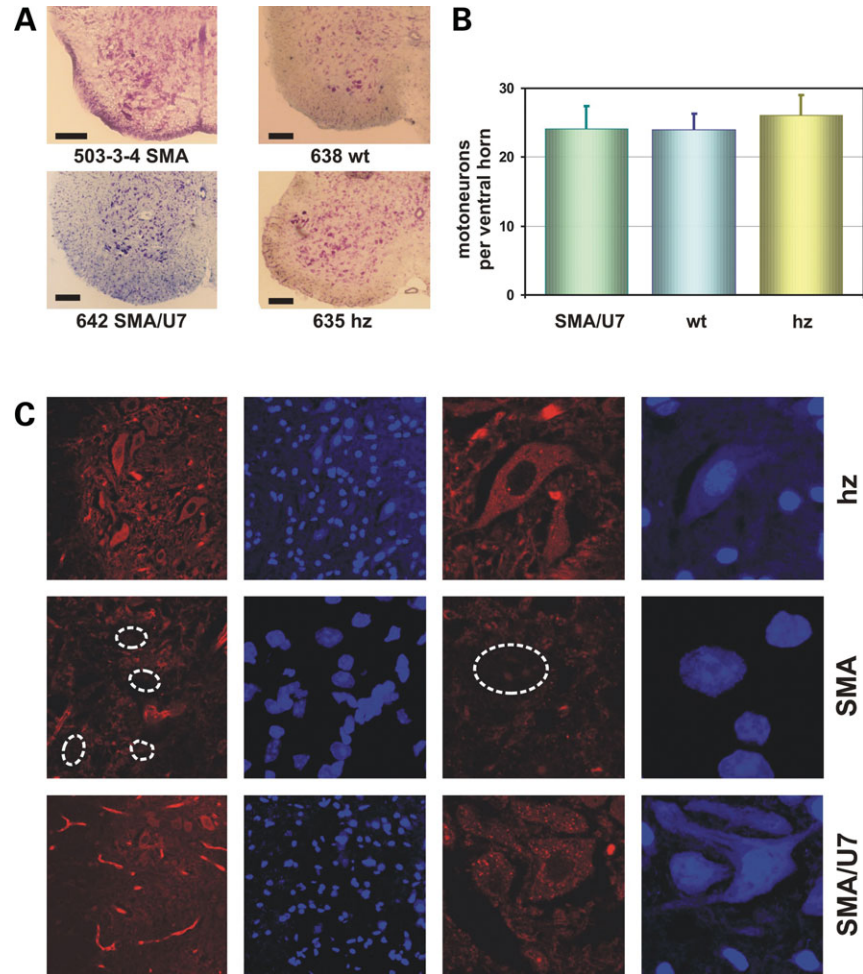 A
503-3-4 SMA
638 wt
642 SMA/U7
635 hz
B
motoneurons
per ventral horn
30
20
10
0
SMA/U7
wt
hz
C
hz
SMA
SMA/U7